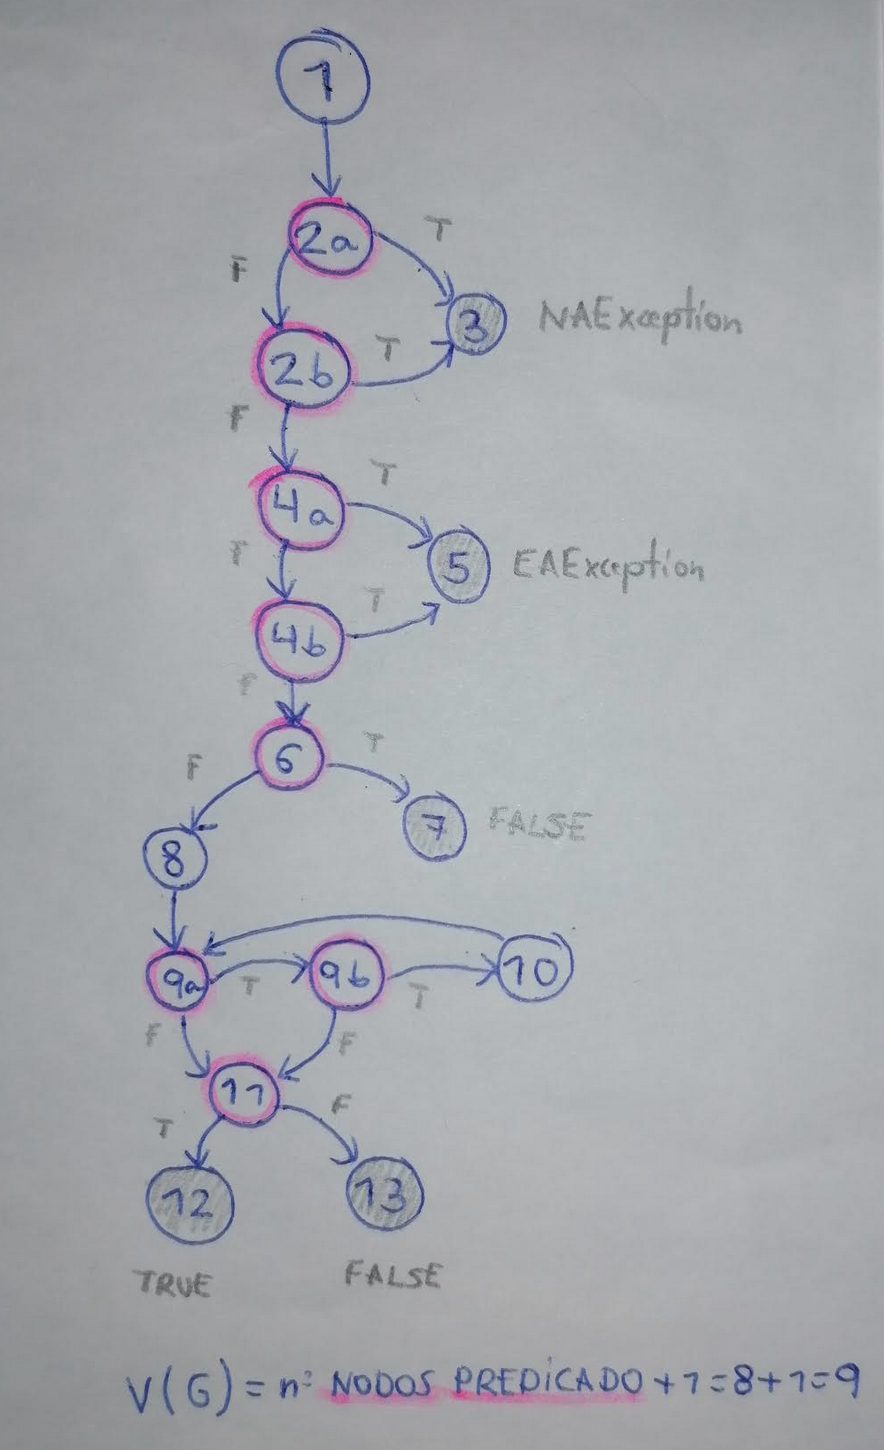 1
2a
T
F
3 NAException
2b
T
F
4a
T
F
5 EAException
4b
T
F
6
T
F
7 FALSE
8
9a
T
9b
T
10
F
F
11
T
F
12
13
TRUE
FALSE
V(G) = nº NODOS PREDICADO + 1 = 8 + 1 = 9